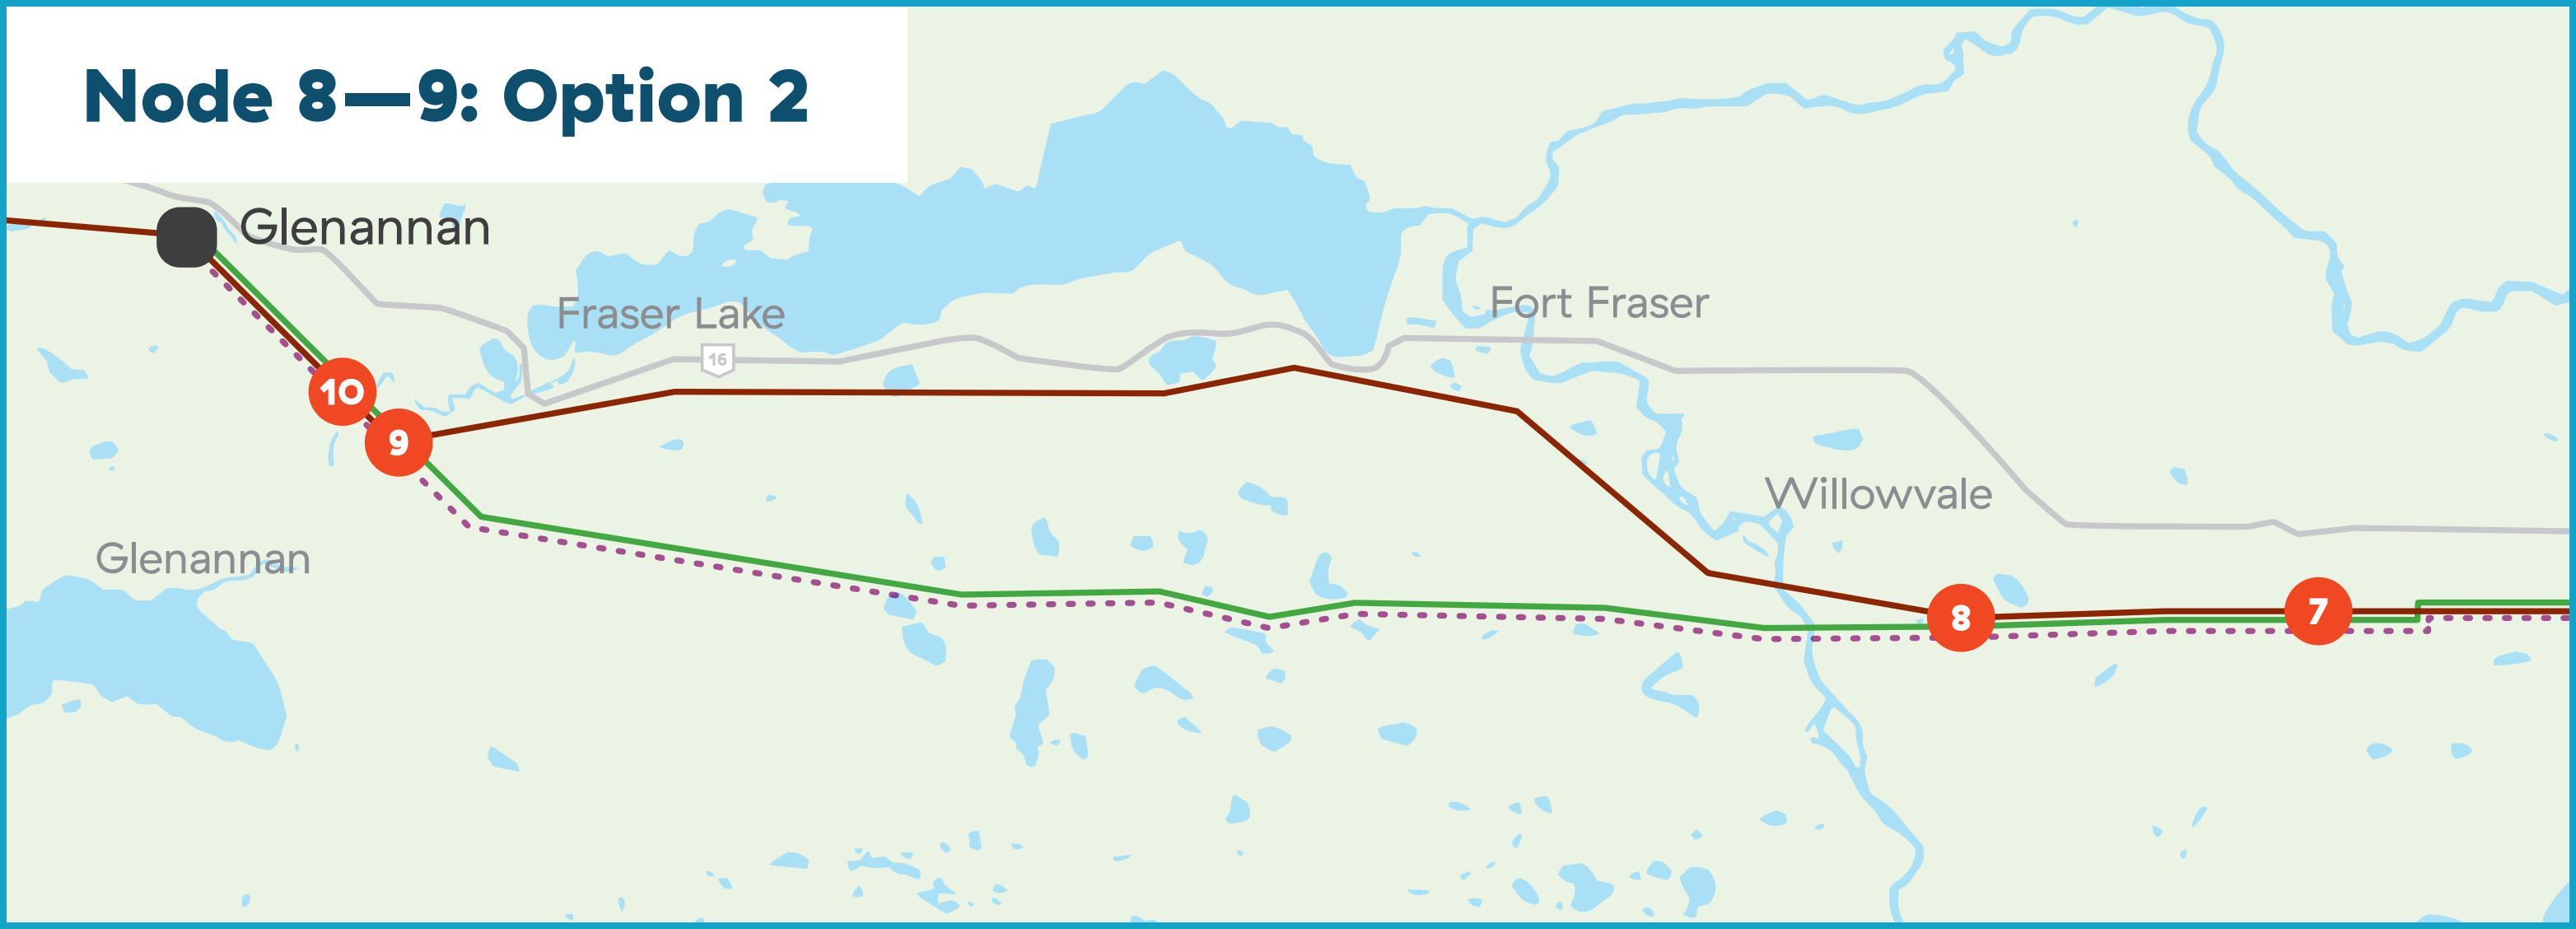 Node 8—9: Option 2
Glenannan
Fraser Lake
Fort Fraser
16
10
9
Willowvale
Glenannan
8
7